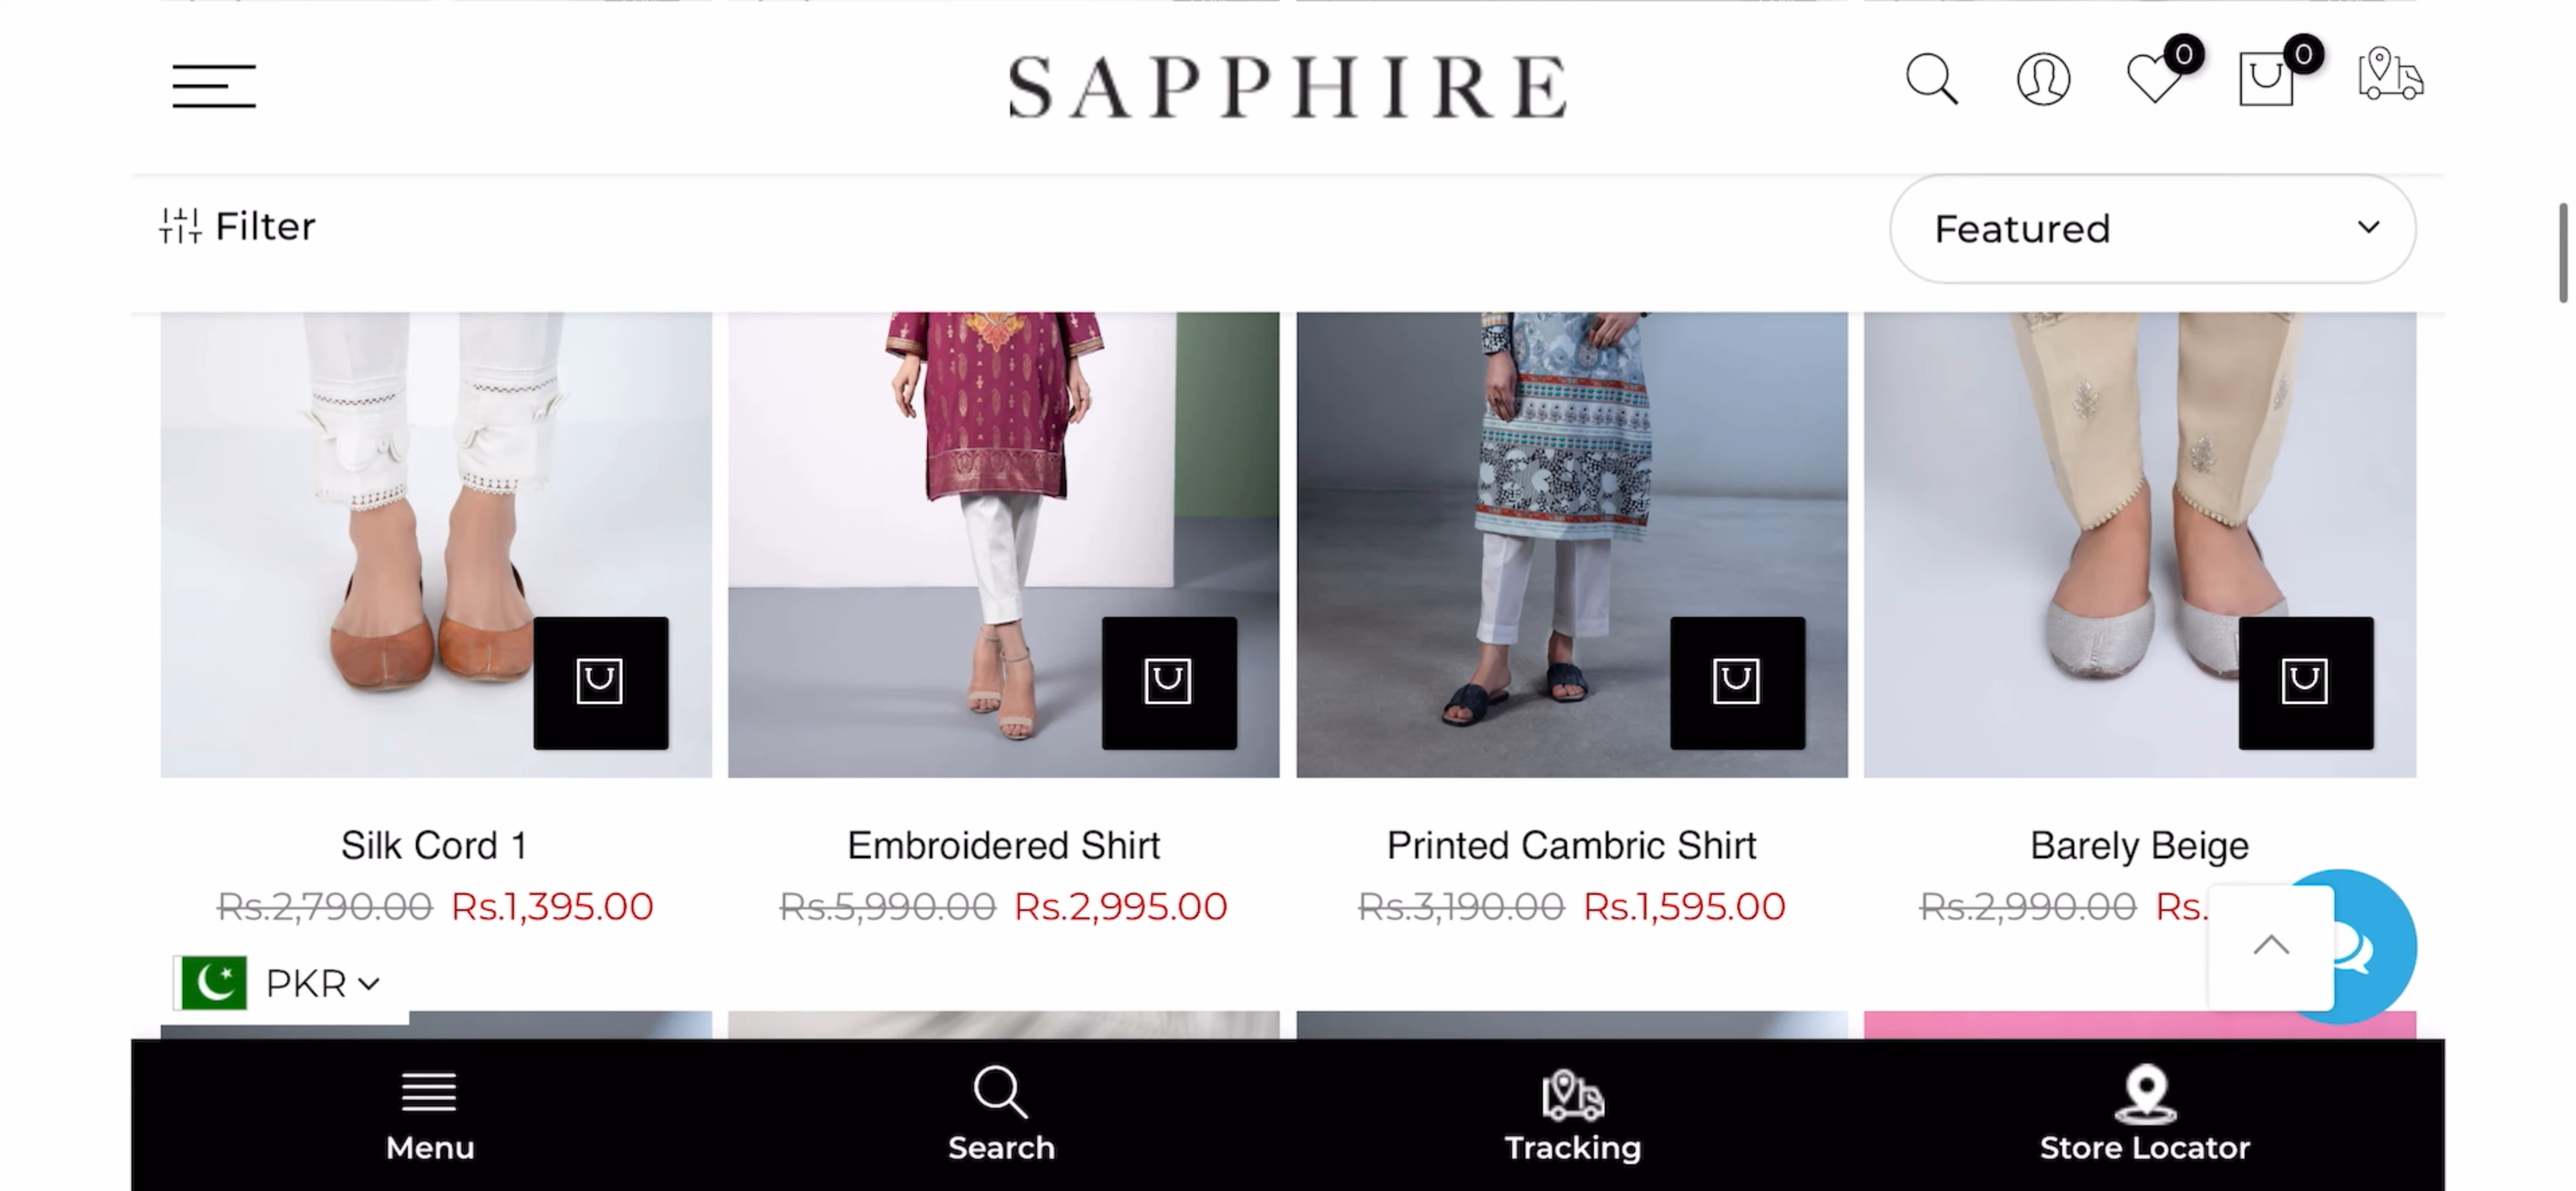 SAPPHIRE
0
0
Filter
Featured
Silk Cord 1
Rs.2,790.00 Rs.1,395.00
Embroidered Shirt
Rs.5,990.00 Rs.2,995.00
Printed Cambric Shirt
Rs.3,190.00 Rs.1,595.00
Barely Beige
Rs.2,990.00 Rs.
PKR
Menu
Search
Tracking
Store Locator